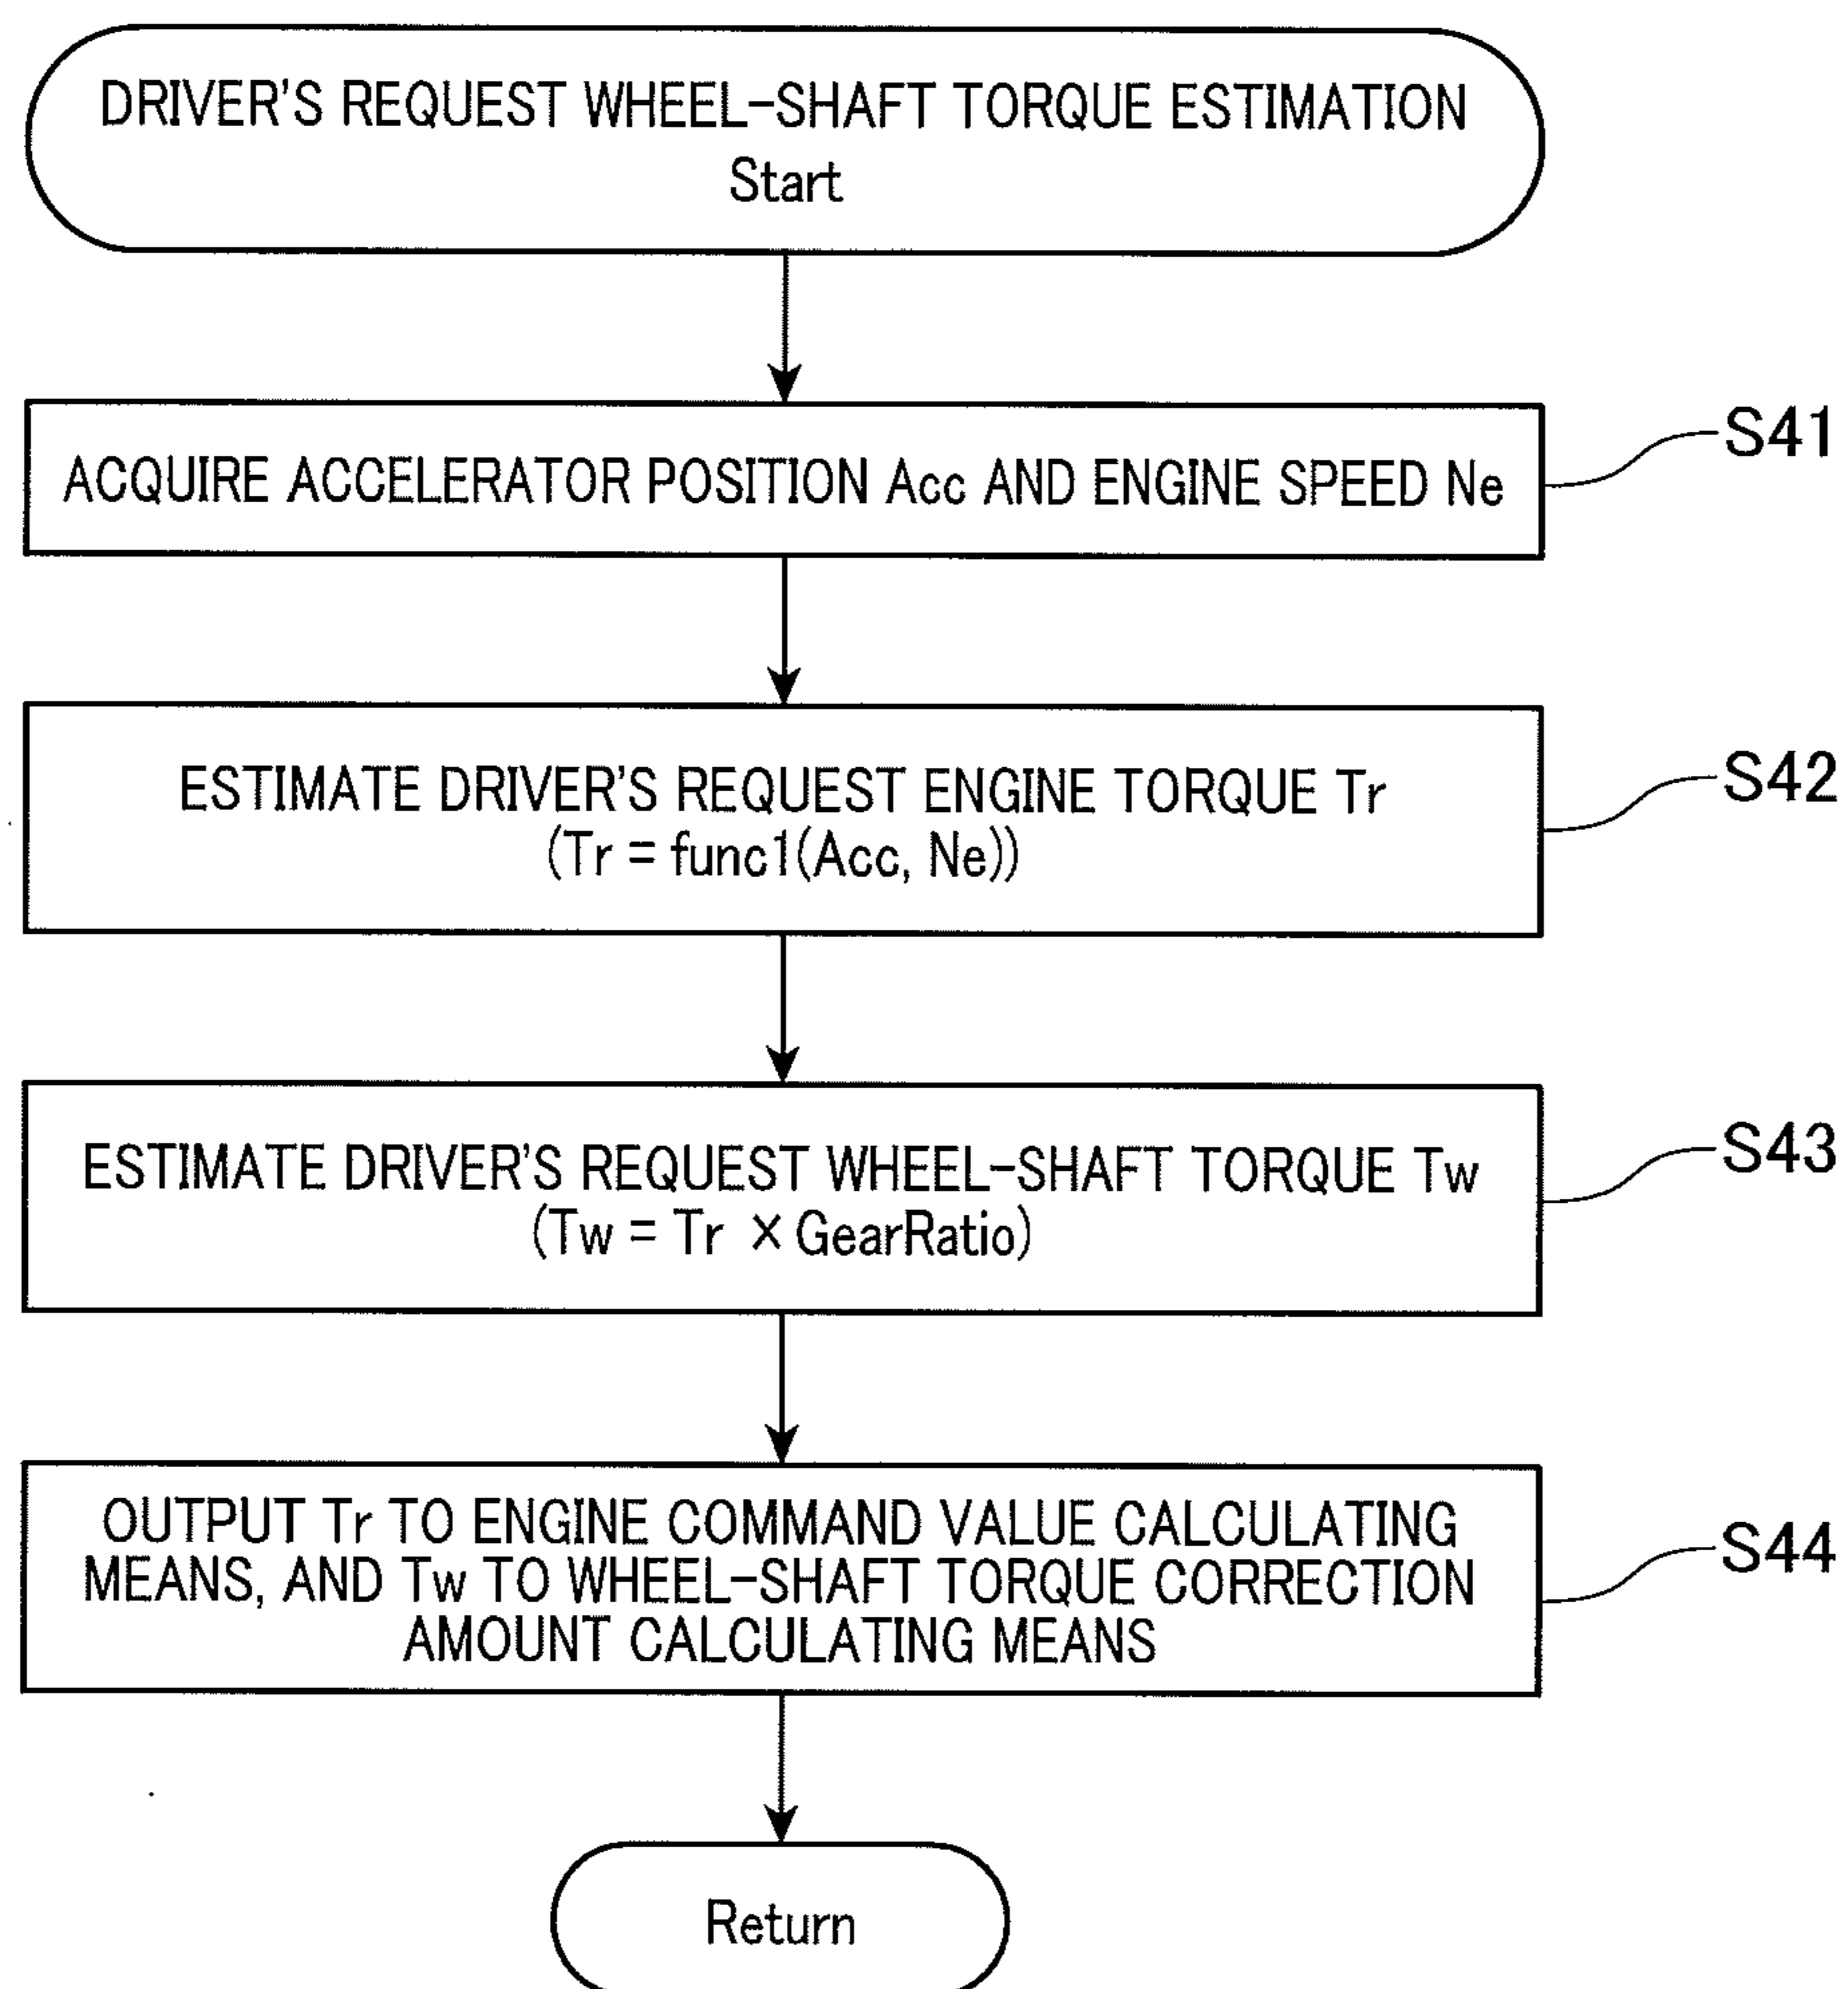 DRIVER'S REQUEST WHEEL-SHAFT TORQUE ESTIMATION
Start
ACQUIRE ACCELERATOR POSITION Acc AND ENGINE SPEED Ne
S41
ESTIMATE DRIVER'S REQUEST ENGINE TORQUE Tr
(Tr = func1(Acc, Ne))
S42
ESTIMATE DRIVER'S REQUEST WHEEL-SHAFT TORQUE Tw
(Tw = Tr × GearRatio)
S43
OUTPUT Tr TO ENGINE COMMAND VALUE CALCULATING
MEANS, AND Tw TO WHEEL-SHAFT TORQUE CORRECTION
AMOUNT CALCULATING MEANS
S44
Return